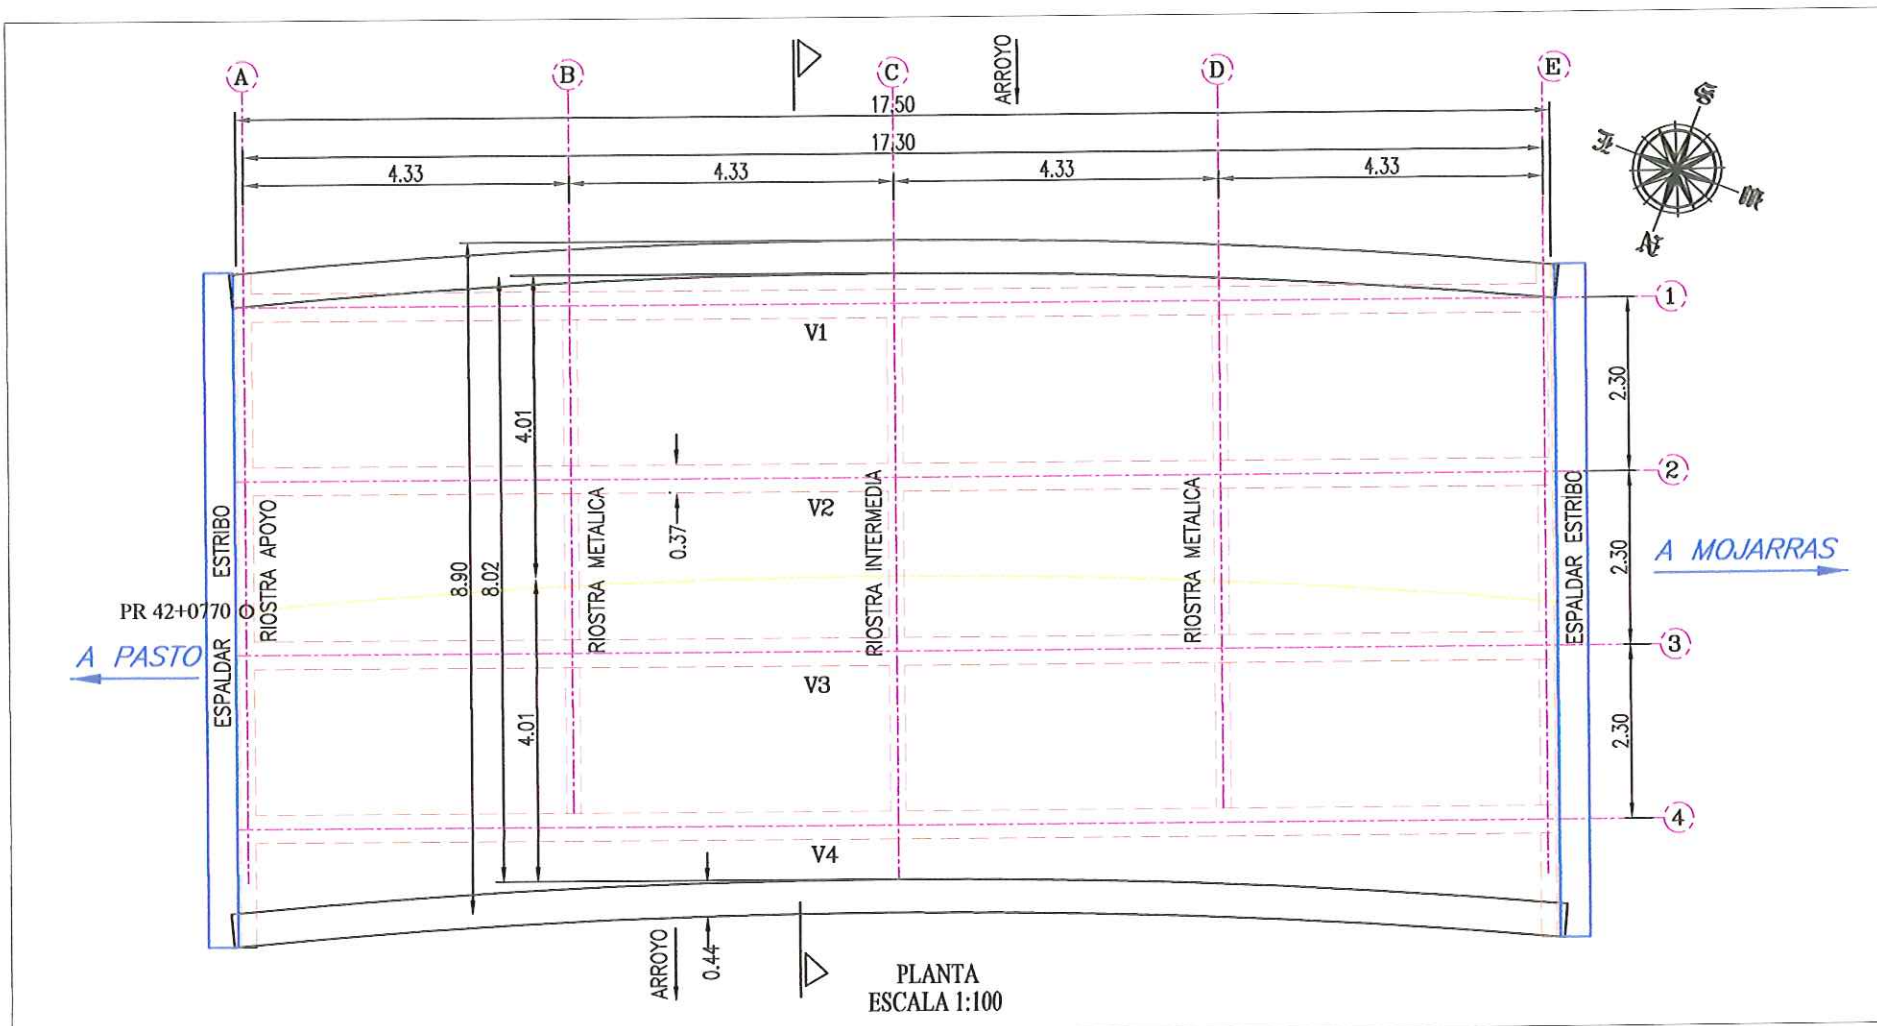 A
B
C
D
E
ARROYO
17.50
17.30
4.33
4.33
4.33
4.33
S
E
W
N
1
V1
2.30
4.01
2
RIOSTRA APOYO
RIOSTRA METALICA
0.37
V2
RIOSTRA INTERMEDIA
RIOSTRA METALICA
ESPALDAR ESTRIBO
2.30
A MOJARRAS
8.90
8.02
PR 42+0770
ESPALDAR ESTRIBO
A PASTO
3
V3
4.01
2.30
4
V4
ARROYO
0.44
PLANTA
ESCALA 1:100